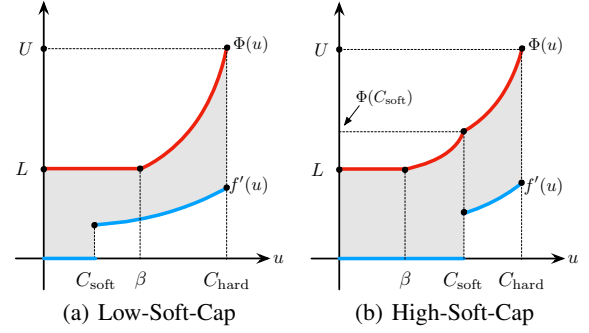 U
Φ(u)
L
f′(u)
u
C_soft
β
C_hard
(a) Low-Soft-Cap
U
Φ(u)
Φ(C_soft)
L
f′(u)
u
β
C_soft
C_hard
(b) High-Soft-Cap